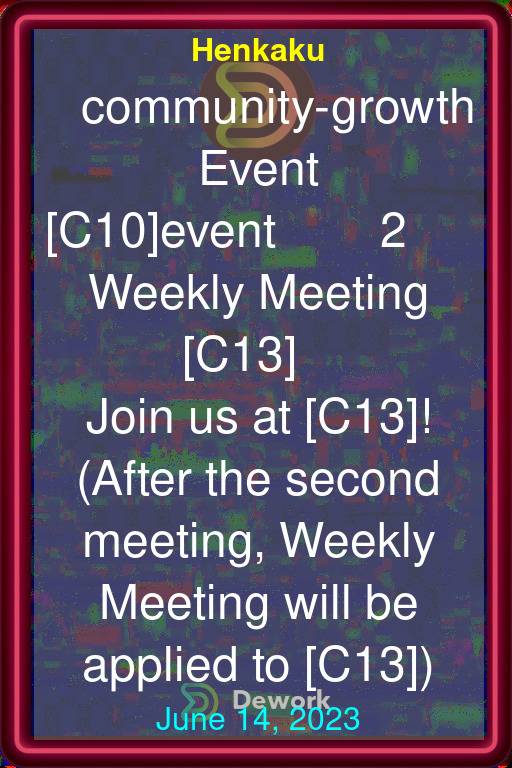 Henkaku
community-growth
Event
[C10]event 2
Weekly Meeting
[C13]
Join us at [C13]!
(After the second
meeting, Weekly
Meeting will be
applied to [C13])
Dework
June 14, 2023